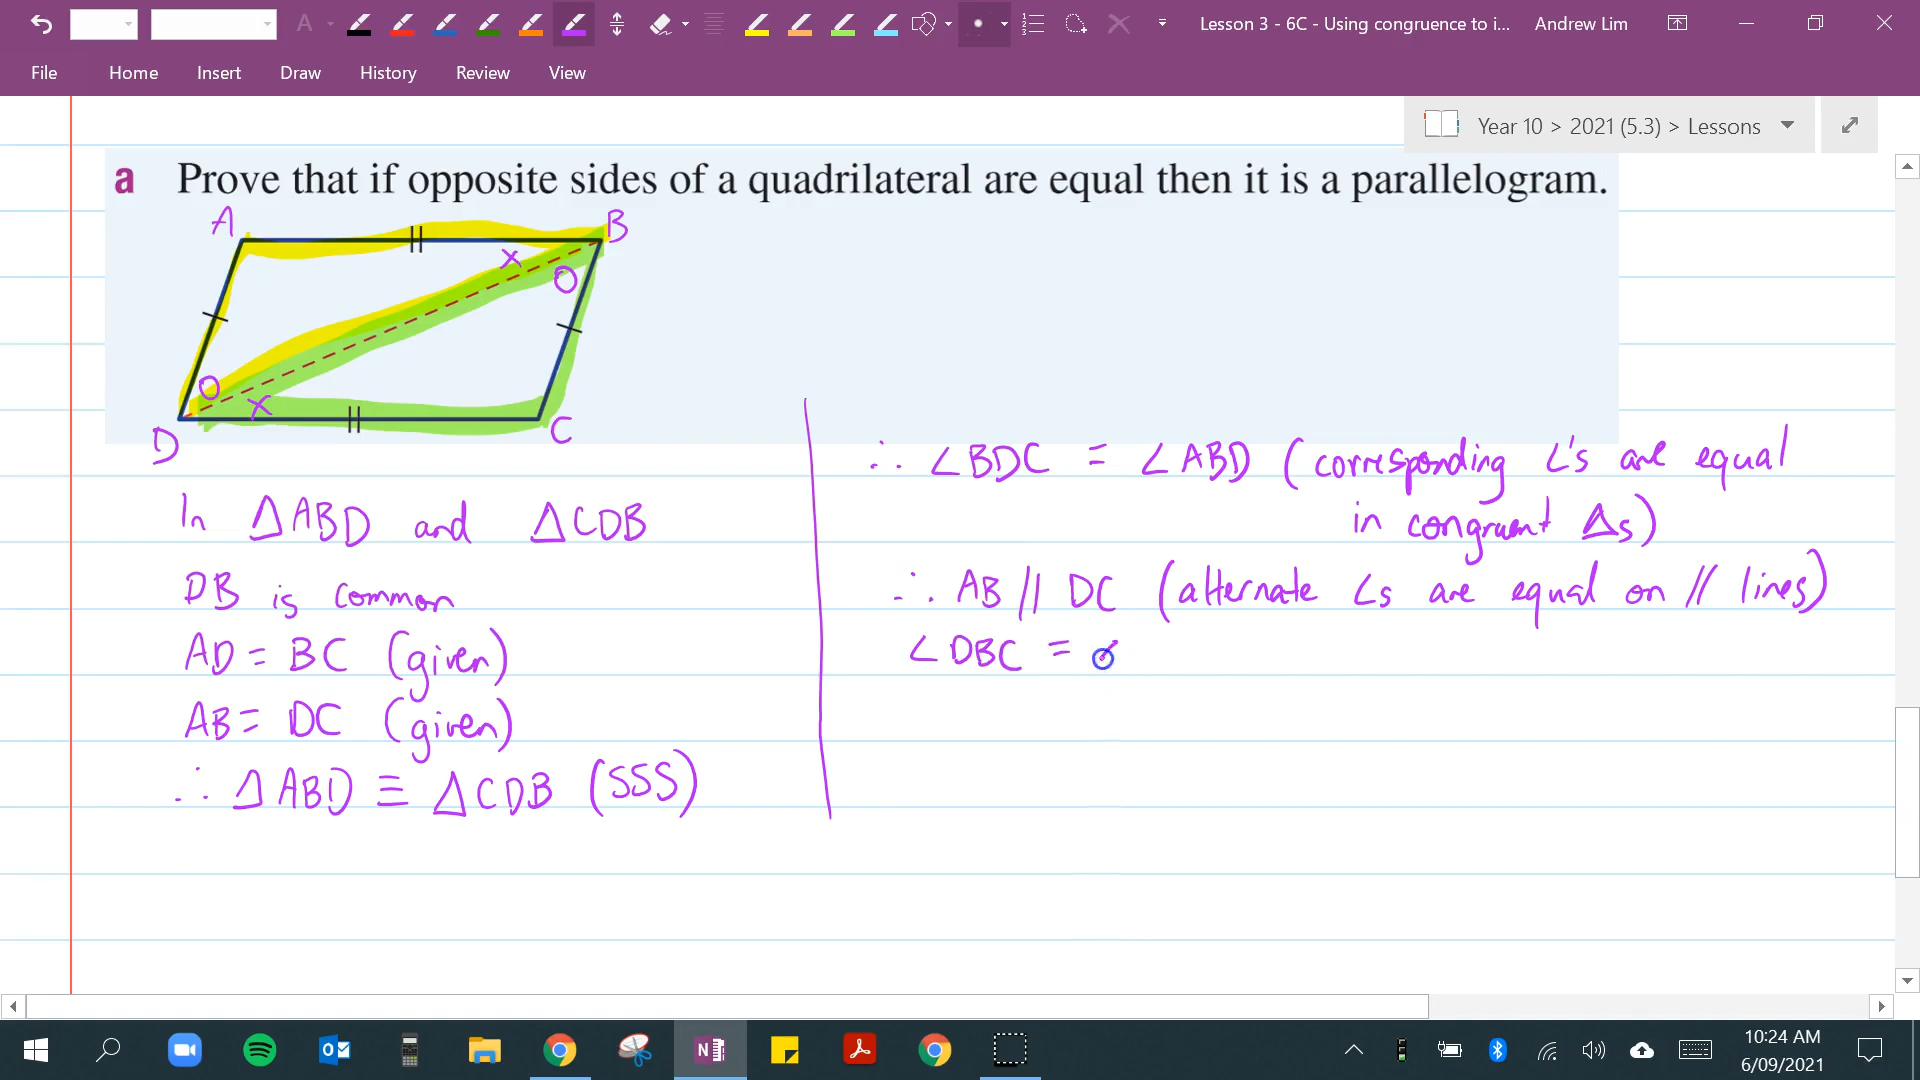 Lesson 3 - 6C - Using congruence to i...
Andrew Lim
File Home Insert Draw History Review View
Year 10 > 2021 (5.3) > Lessons
a Prove that if opposite sides of a quadrilateral are equal then it is a parallelogram.
A
B
x
O
O
x
D
C
In ΔABD and ΔCDB
DB is common
AD = BC (given)
AB = DC (given)
∴ ΔABD ≡ ΔCDB (SSS)
∴ ∠BDC = ∠ABD (corresponding ∠'s are equal
in congruent Δs)
∴ AB // DC (alternate ∠s are equal on // lines)
∠DBC =
10:24 AM
6/09/2021